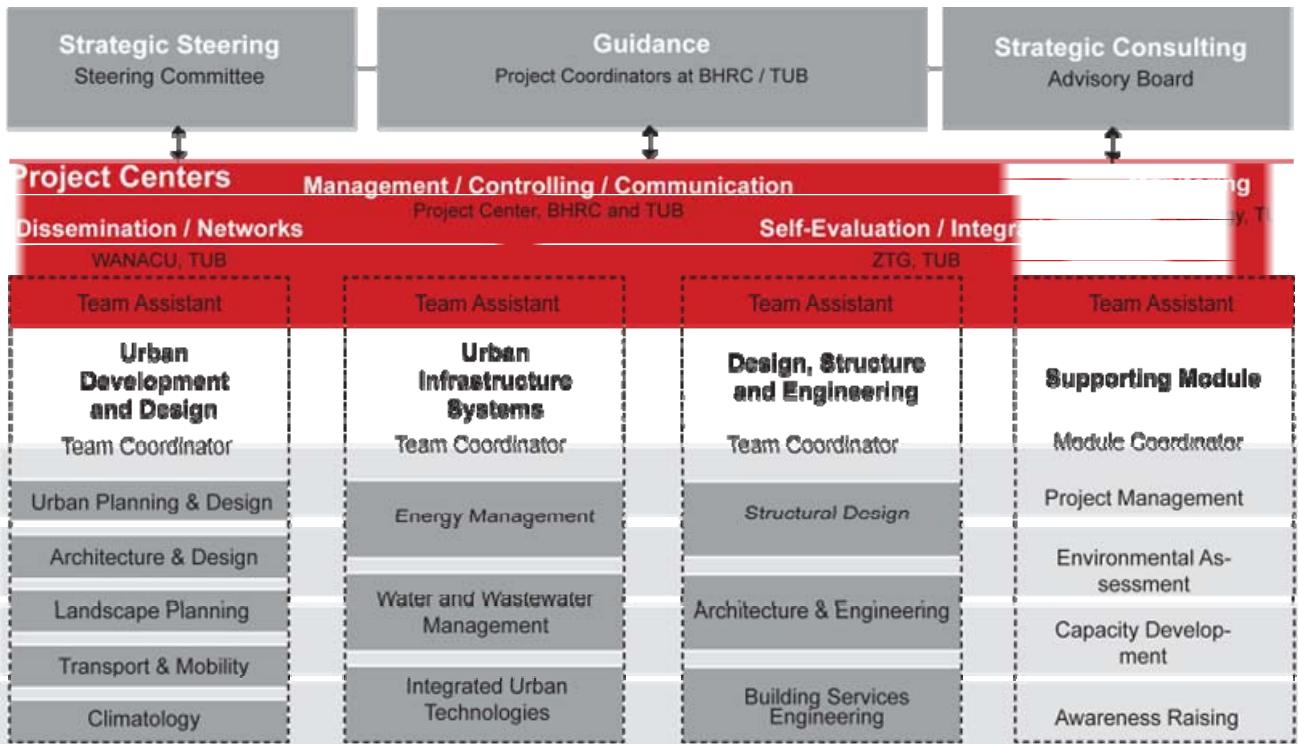 Strategic Steering
Steering Committee
Guidance
Project Coordinators at BHRC / TUB
Strategic Consulting
Advisory Board
Project Centers
Management / Controlling / Communication
Project Center, BHRC and TUB
Dissemination / Networks
WANACU, TUB
Self-Evaluation /
ZTG, TUB
Team Assistant
Urban
Development
and Design
Team Coordinator
Urban Planning & Design
Architecture & Design
Landscape Planning
Transport & Mobility
Climatology
Team Assistant
Urban
Infrastructure
Systems
Team Coordinator
Energy Management
Water and Wastewater
Management
Integrated Urban
Technologies
Team Assistant
Design, Structure
and Engineering
Team Coordinator
Structural Design
Architecture & Engineering
Building Services
Engineering
Team Assistant
Supporting Module
Module Coordinator
Project Management
Environmental As-
sessment
Capacity Develop-
ment
Awareness Raising